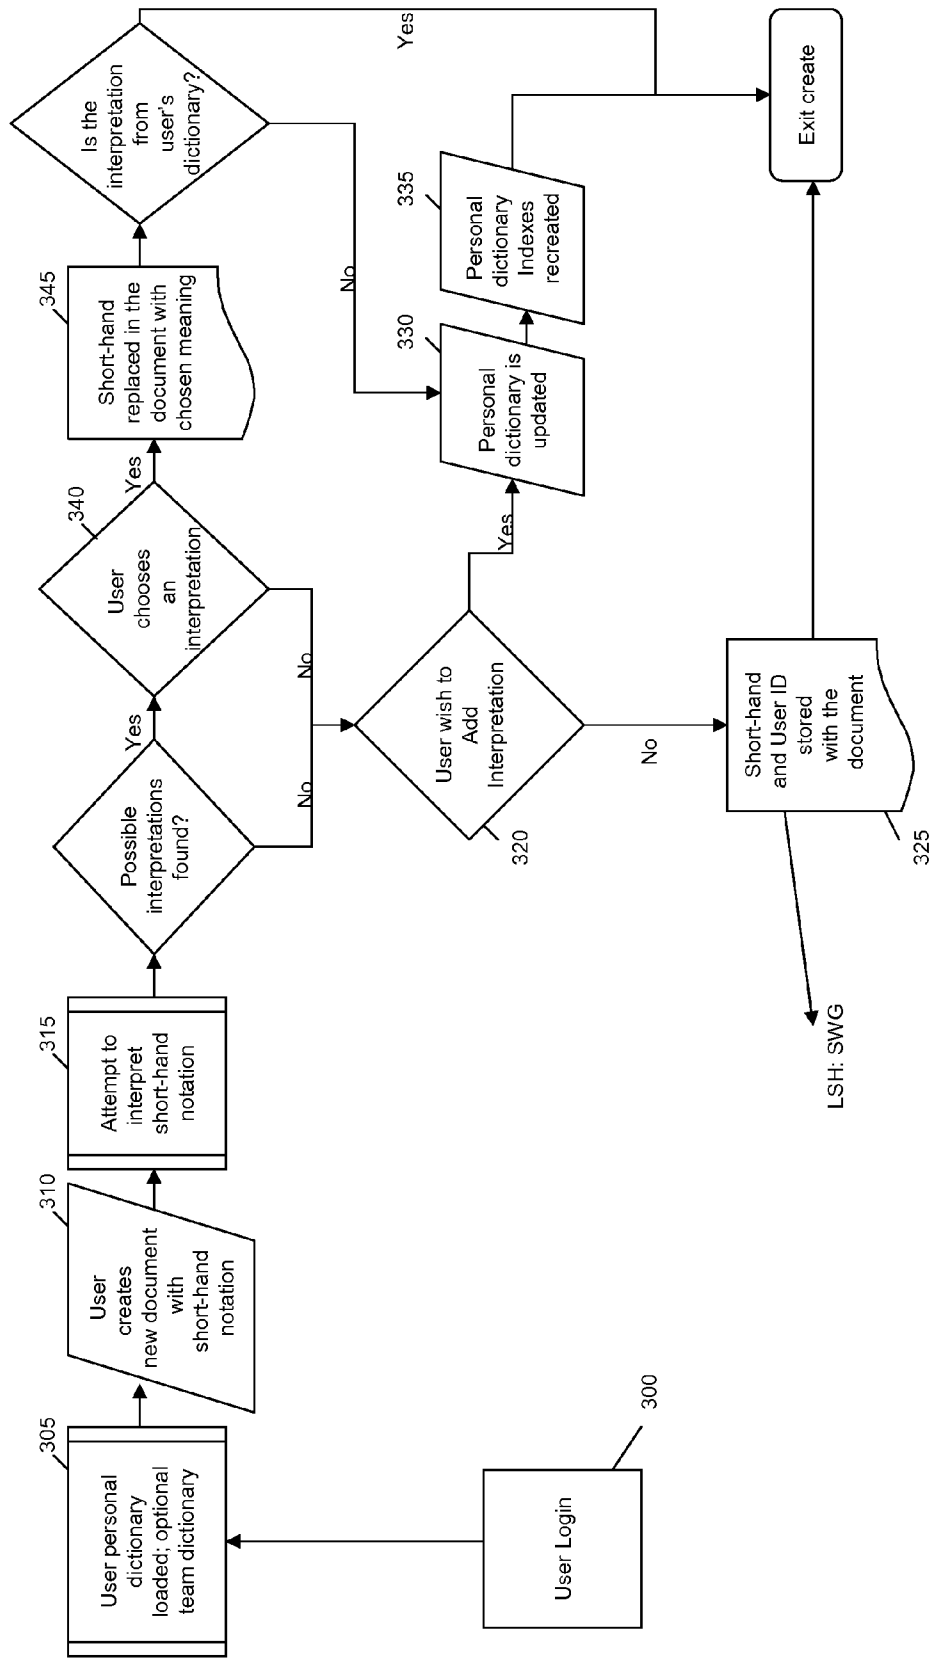 User Login
300
User personal
dictionary
loaded; optional
team dictionary
305
User
creates
new document
with
short-hand
notation
310
Attempt to
interpret
short-hand
notation
315
Possible
interpretations
found?
Yes
No
User
chooses
an
interpretation
340
Yes
No
Short-hand
replaced in the
document with
chosen meaning
345
Is the
interpretation
from
user's
dictionary?
Yes
No
User wish to
Add
Interpretation
320
Yes
No
Personal
dictionary is
updated
330
Personal
dictionary
Indexes
recreated
335
Short-hand
and User ID
stored
with the
document
325
LSH: SWG
Exit create